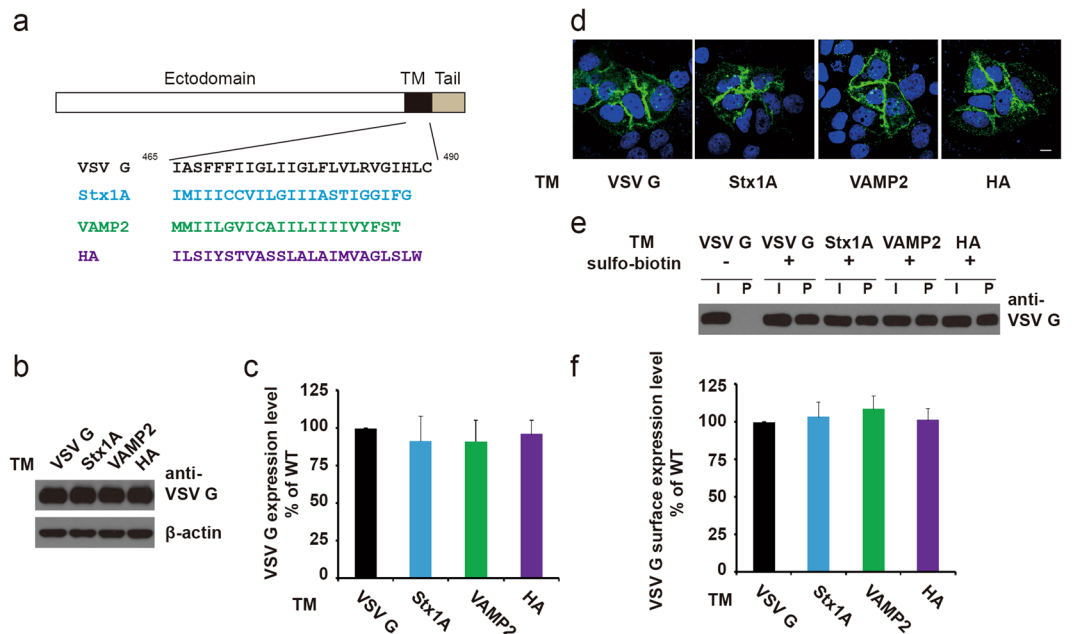 a
Ectodomain TM Tail
465 490
VSV G IASFFFIIGLIIGLFLVLRVGIHLC
Stx1A IMIIICCVILGIIIASTIGGIFG
VAMP2 MMIILGVICAIILIIIIVYFST
HA ILSIYSTVASSLALAIMVAGLSLW
b
TM VSV G Stx1A VAMP2 HA
anti-
VSV G
β-actin
c
VSV G expression level
% of WT
125
100
75
50
25
0
TM VSV G Stx1A VAMP2 HA
d
TM VSV G Stx1A VAMP2 HA
e
TM VSV G VSV G Stx1A VAMP2 HA
sulfo-biotin - + + + +
I P I P I P I P I P
anti-
VSV G
f
VSV G surface expression level
% of WT
125
100
75
50
25
0
TM VSV G Stx1A VAMP2 HA